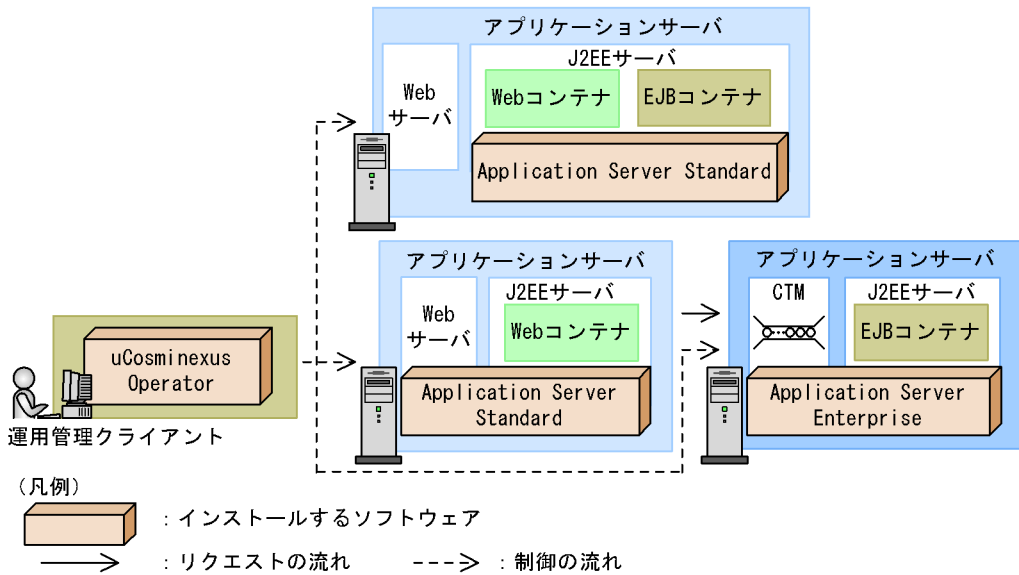 アプリケーションサーバ
J2EEサーバ
Web
サーバ
Webコンテナ
EJBコンテナ
Application Server Standard
アプリケーションサーバ
J2EEサーバ
Web
サーバ
Webコンテナ
Application Server
Standard
アプリケーションサーバ
CTM
J2EEサーバ
EJBコンテナ
Application Server
Enterprise
uCosminexus
Operator
運用管理クライアント
(凡例)
:インストールするソフトウェア
:リクエストの流れ
:制御の流れ